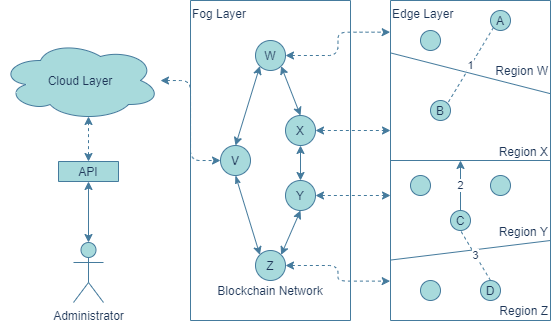 Fog Layer
Edge Layer
A
W
1
Region W
Cloud Layer
B
X
V
Region X
API
2
Y
C
Region Y
3
Z
D
Blockchain Network
Region Z
Administrator